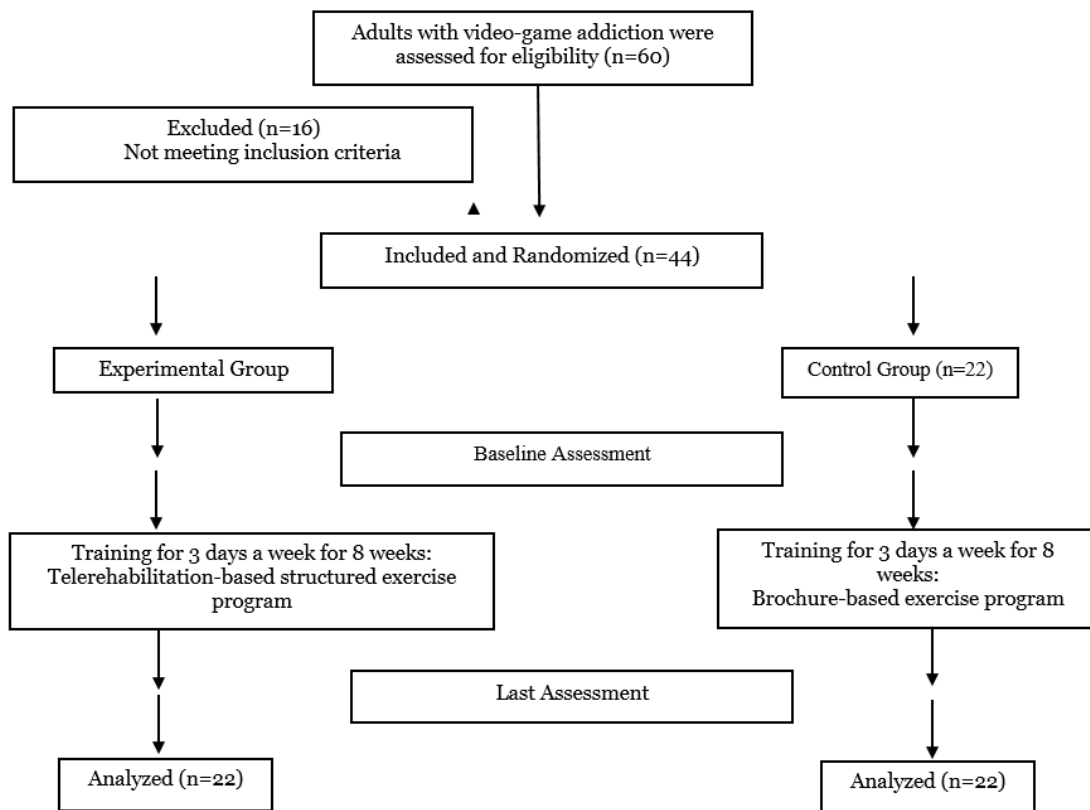 Adults with video-game addiction were
assessed for eligibility (n=60)
Excluded (n=16)
Not meeting inclusion criteria
Included and Randomized (n=44)
Experimental Group
Control Group (n=22)
Baseline Assessment
Training for 3 days a week for 8 weeks:
Telerehabilitation-based structured exercise
program
Training for 3 days a week for 8
weeks:
Brochure-based exercise program
Last Assessment
Analyzed (n=22)
Analyzed (n=22)